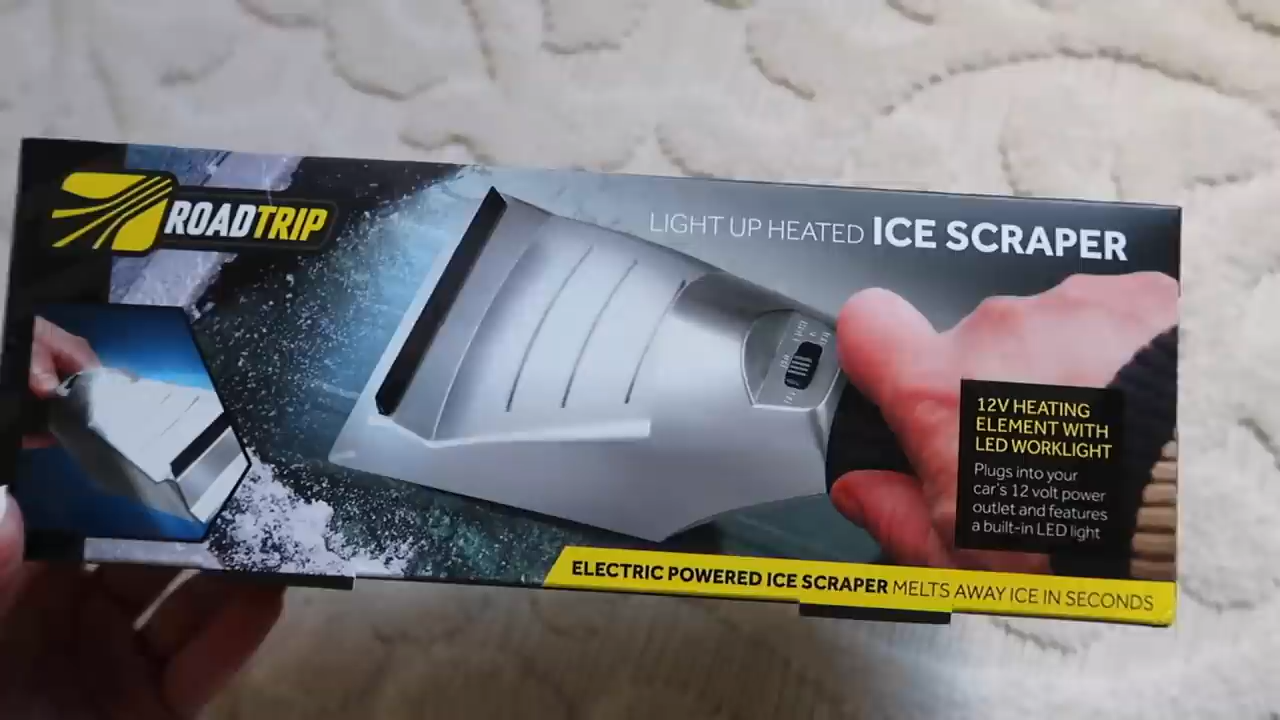 ROADTRIP
LIGHT UP HEATED ICE SCRAPER
12V HEATING
ELEMENT WITH
LED WORKLIGHT
Plugs into your
car's 12 volt power
outlet and features
a built-in LED light
ELECTRIC POWERED ICE SCRAPER MELTS AWAY ICE IN SECONDS